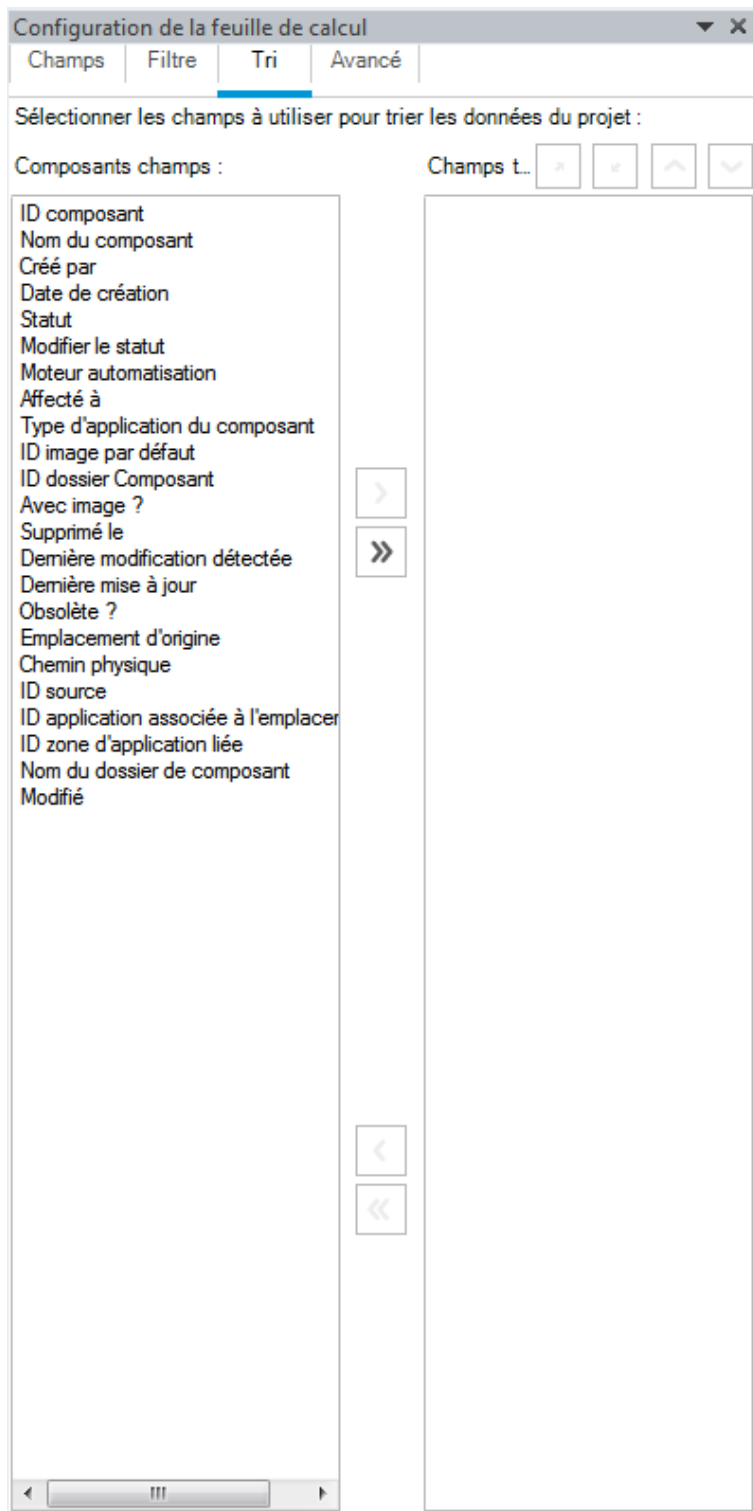 Configuration de la feuille de calcul
Champs Filtre Tri Avancé
Sélectionner les champs à utiliser pour trier les données du projet :
Composants champs :
Champs t...
ID composant
Nom du composant
Créé par
Date de création
Statut
Modifier le statut
Moteur automatisation
Affecté à
Type d'application du composant
ID image par défaut
ID dossier Composant
Avec image ?
Supprimé le
Dernière modification détectée
Dernière mise à jour
Obsolète ?
Emplacement d'origine
Chemin physique
ID source
ID application associée à l'emplacer
ID zone d'application liée
Nom du dossier de composant
Modifié